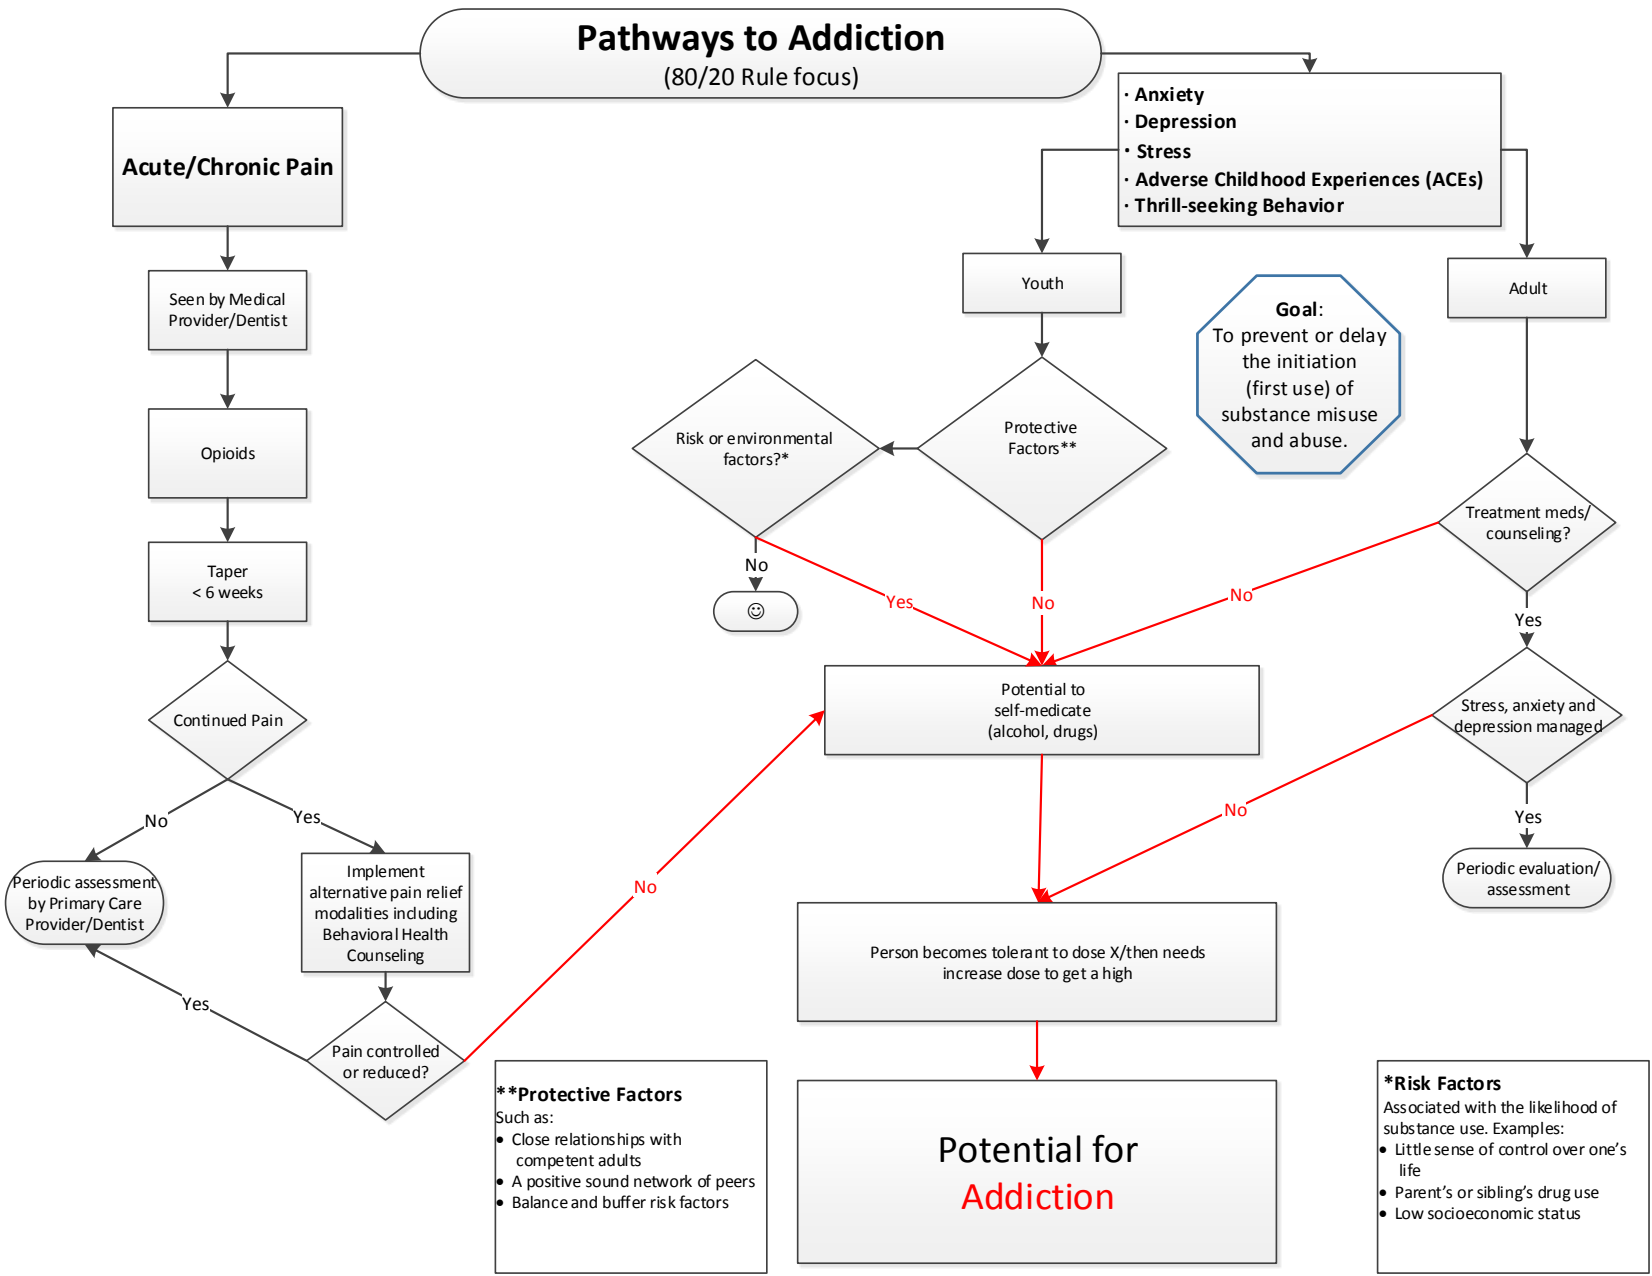 Pathways to Addiction
(80/20 Rule focus)
Acute/Chronic Pain
Seen by Medical
Provider/Dentist
Opioids
Taper
< 6 weeks
Continued Pain
No
Yes
Periodic assessment
by Primary Care
Provider/Dentist
Implement
alternative pain relief
modalities including
Behavioral Health
Counseling
Yes
Pain controlled
or reduced?
No
· Anxiety
· Depression
· Stress
· Adverse Childhood Experiences (ACEs)
· Thrill-seeking Behavior
Youth
Adult
Goal:
To prevent or delay
the initiation
(first use) of
substance misuse
and abuse.
Protective
Factors**
Risk or environmental
factors?*
No
☺
Yes
No
No
Treatment meds/
counseling?
Yes
Stress, anxiety and
depression managed
No
Yes
Periodic evaluation/
assessment
Potential to
self-medicate
(alcohol, drugs)
Person becomes tolerant to dose X/then needs
increase dose to get a high
Potential for
Addiction
**Protective Factors
Such as:
• Close relationships with
competent adults
• A positive sound network of peers
• Balance and buffer risk factors
*Risk Factors
Associated with the likelihood of
substance use. Examples:
• Little sense of control over one's
life
• Parent's or sibling's drug use
• Low socioeconomic status